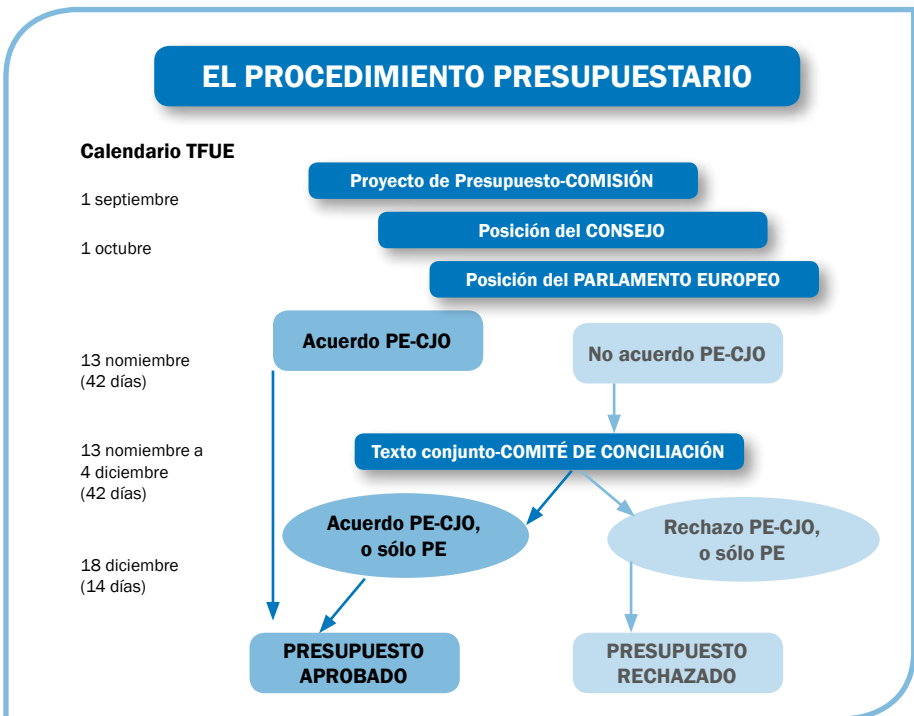 EL PROCEDIMIENTO PRESUPUESTARIO
Calendario TFUE
Proyecto de Presupuesto-COMISIÓN
1 septiembre
Posición del CONSEJO
1 octubre
Posición del PARLAMENTO EUROPEO
Acuerdo PE-CJO
No acuerdo PE-CJO
13 nomiembre
(42 días)
13 nomiembre a
4 diciembre
(42 días)
Texto conjunto-COMITÉ DE CONCILIACIÓN
Acuerdo PE-CJO,
o sólo PE
Rechazo PE-CJO,
o sólo PE
18 diciembre
(14 días)
PRESUPUESTO
APROBADO
PRESUPUESTO
RECHAZADO